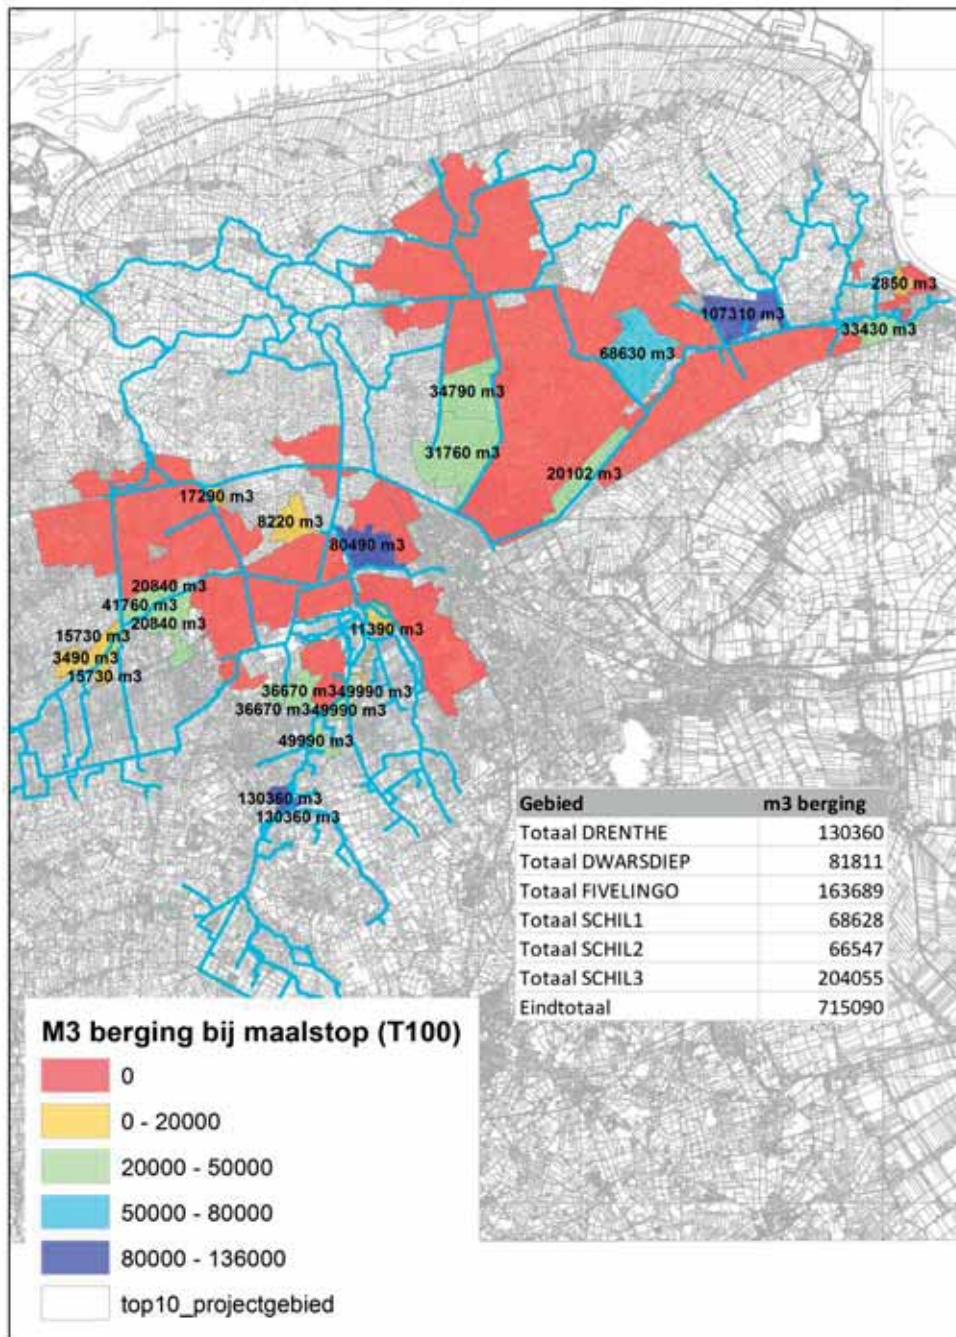 2850 m3
107310 m3
33430 m3
68630 m3
34790 m3
31760 m3
20102 m3
17290 m3
8220 m3
80490 m3
20840 m3
41760 m3
20840 m3
15730 m3
11390 m3
3490 m3
15730 m3
36670 m349990 m3
36670 m349990 m3
49990 m3
130360 m3
130360 m3
Gebied m3 berging
Totaal DRENTHE 130360
Totaal DWARSDIEP 81811
Totaal FIVELINGO 163689
Totaal SCHIL1 68628
Totaal SCHIL2 66547
Totaal SCHIL3 204055
Eindtotaal 715090
M3 berging bij maalstop (T100)
0
0 - 20000
20000 - 50000
50000 - 80000
80000 - 136000
top10_projectgebied